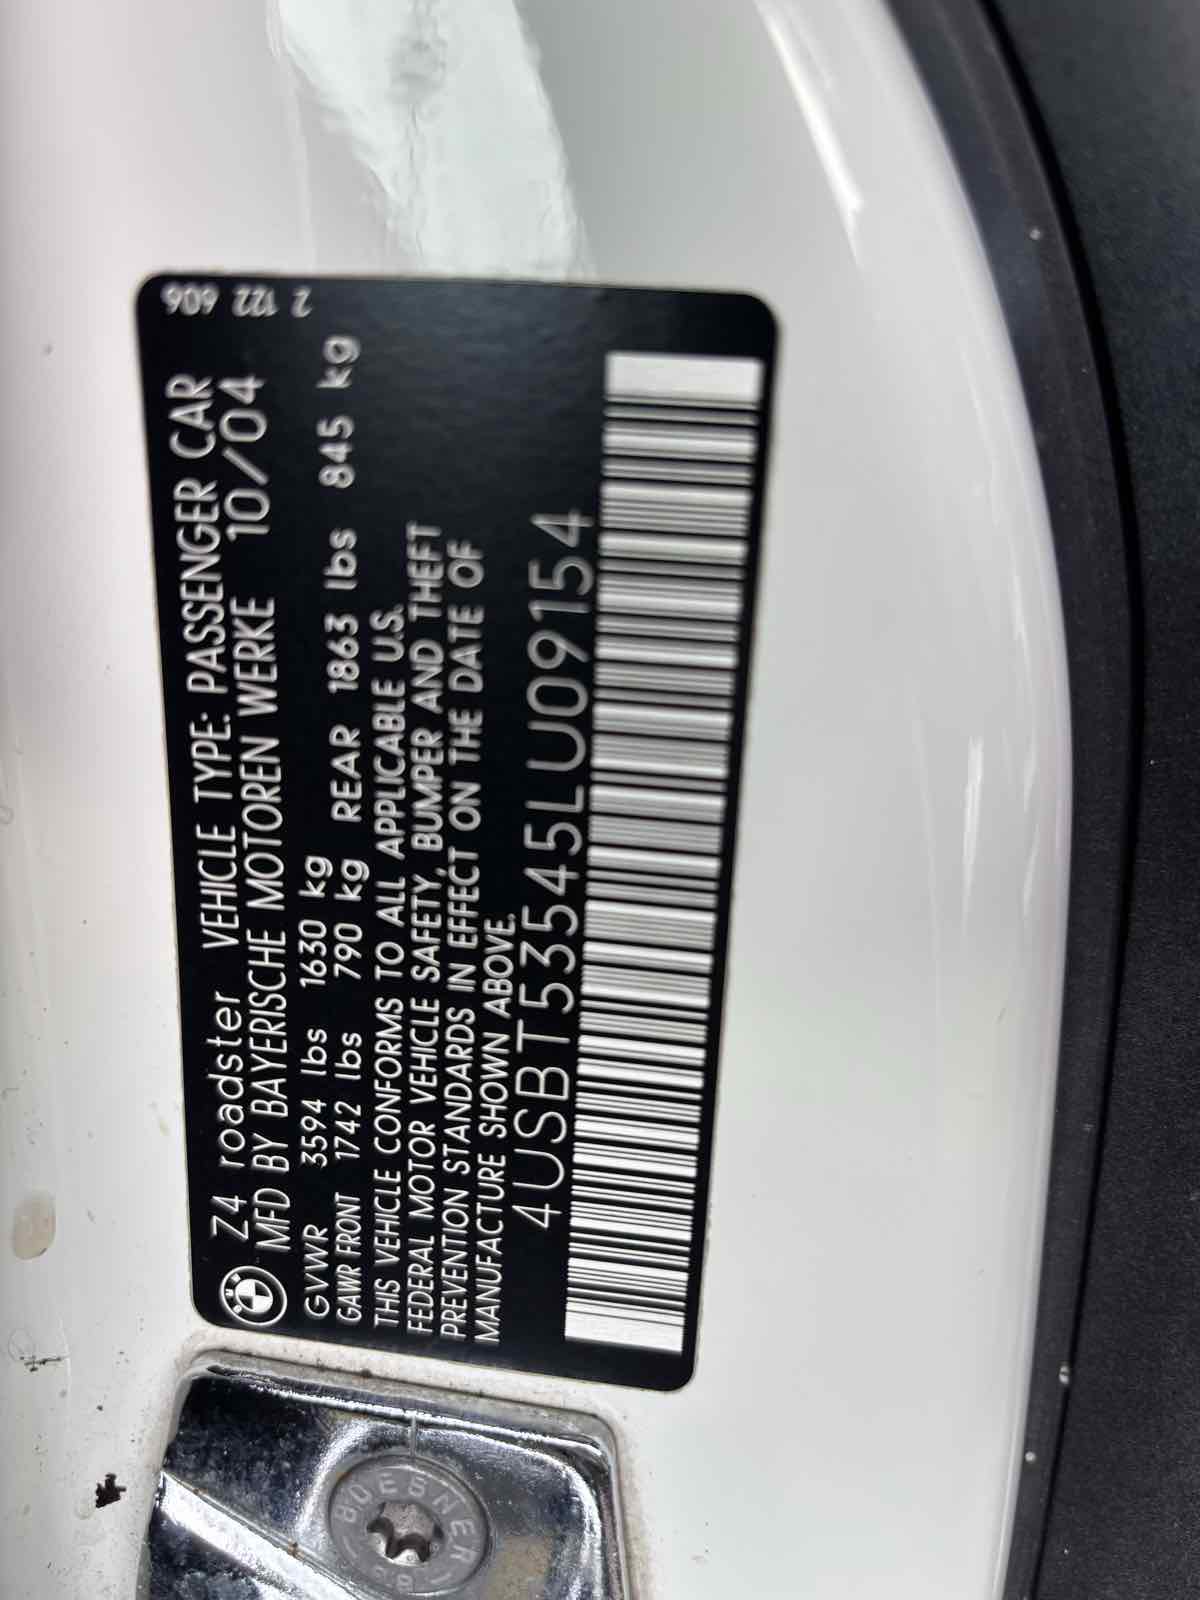 2 122 606
Z4 roadster VEHICLE TYPE: PASSENGER CAR
MFD BY BAYERISCHE MOTOREN WERKE 10/04
GVWR 3594 lbs 1630 kg
GAWR FRONT 1742 lbs 790 kg REAR 1863 lbs 845 kg
THIS VEHICLE CONFORMS TO ALL APPLICABLE U.S.
FEDERAL MOTOR VEHICLE SAFETY, BUMPER AND THEFT
PREVENTION STANDARDS IN EFFECT ON THE DATE OF
MANUFACTURE SHOWN ABOVE.
4USBT53545LU09154
BOESNER